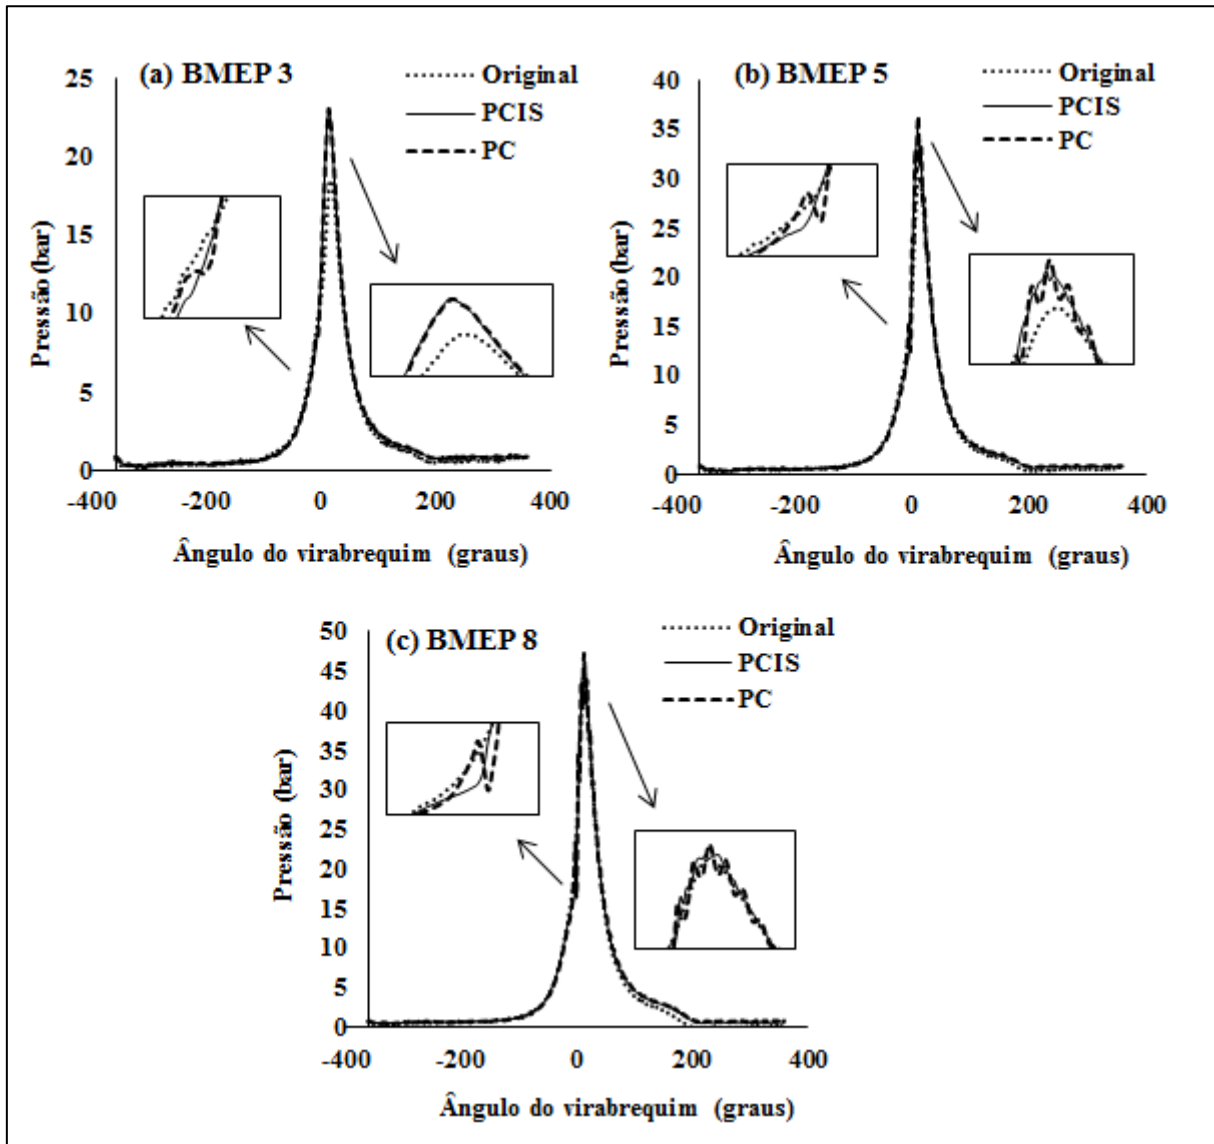 (a) BMEP 3
Original
PCIS
PC
25
20
15
10
5
0
Pressão (bar)
-400 -200 0 200 400
Ângulo do virabrequim (graus)
(b) BMEP 5
Original
PCIS
PC
40
35
30
25
20
15
10
5
0
Pressão (bar)
-400 -200 0 200 400
Ângulo do virabrequim (graus)
(c) BMEP 8
Original
PCIS
PC
50
45
40
35
30
25
20
15
10
5
0
Pressão (bar)
-400 -200 0 200 400
Ângulo do virabrequim (graus)